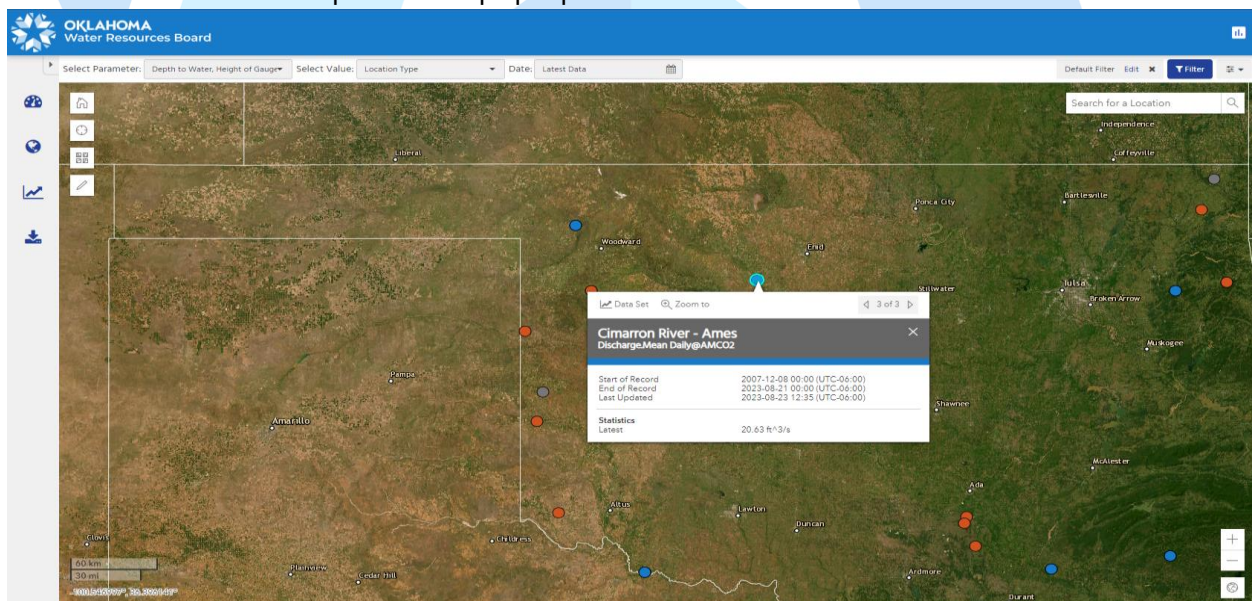 OKLAHOMA
Water Resources Board
Select Parameter: Depth to Water, Height of Gauge Select Value: Location Type Date: Latest Data Default Filter Edit Filter
Search for a Location
Independence
Liberal
Coffeyville
Bartlesville
Ponca City
Woodward
Enid
Stillwater
Tulsa
Broken Arrow
Data Set Zoom to 3 of 3
Cimarron River - Ames
Discharge.Mean Daily@AMCO2
Muskogee
Pampa
Start of Record 2007-12-08 00:00 (UTC-06:00)
End of Record 2023-08-21 00:00 (UTC-06:00)
Last Updated 2023-08-23 12:35 (UTC-06:00)
Shawnee
Amarillo
Statistics
Latest 20.63 ft^3/s
McAlester
Ada
Altus
Lawton
Duncan
Clovis
Childress
60 km
30 mi
Plainview
Cedar Hill
Ardmore
Durant